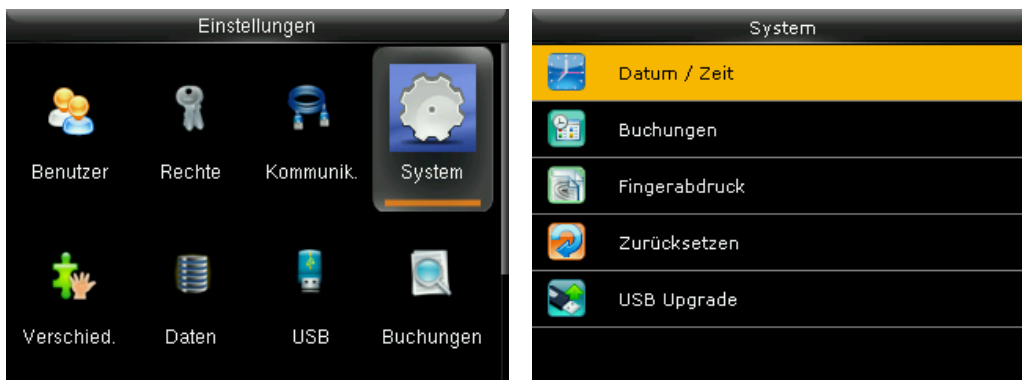 Einstellungen
Benutzer Rechte Kommunik. System
Verschied. Daten USB Buchungen
System
Datum / Zeit
Buchungen
Fingerabdruck
Zurücksetzen
USB Upgrade